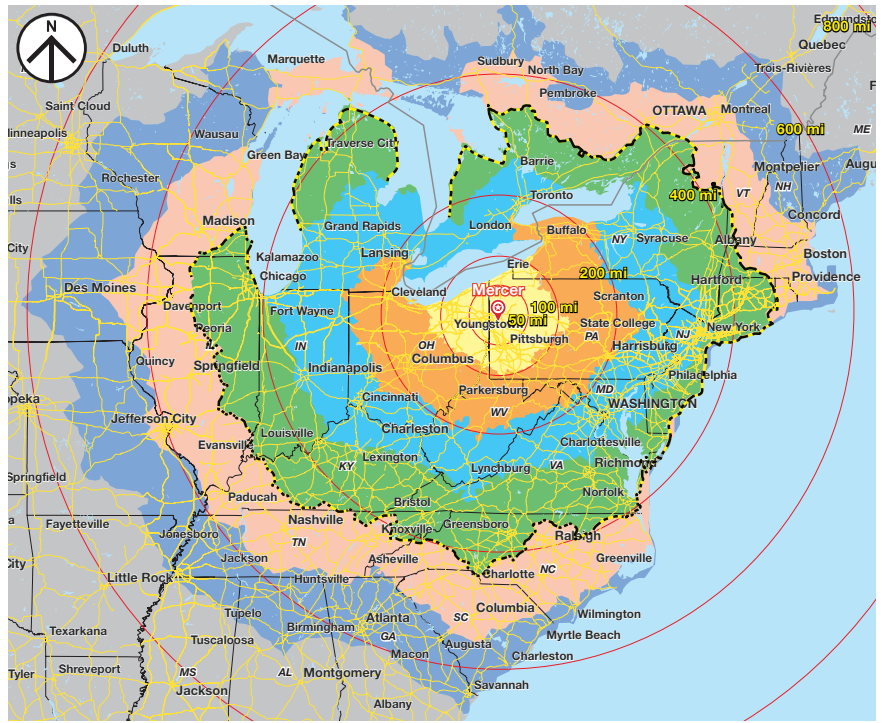 N
Duluth
Marquette
Sudbury
North Bay
Pembroke
Edmundsto
800 mi
Quebec
Trois-Rivières
Saint Cloud
linneapolis
Wausau
Green Bay
Traverse City
Barrie
OTTAWA
Montreal
600 mi
ME
Rochester
Montpelier
Augu
VT
NH
400 mi
Madison
Grand Rapids
London
Toronto
Buffalo
NY
Syracuse
Albany
Concord
City
Kalamazoo
Lansing
Erie
Boston
Chicago
200 mi
Hartford
Providence
Des Moines
Cleveland
Mercer
Scranton
Davenport
Fort Wayne
100 mi
50 mi
Youngstown
State College
New York
Peoria
IL
IN
OH
Pittsburgh
PA
NJ
Harrisburg
Quincy
Springfield
Indianapolis
Columbus
Philadelphia
Parkersburg
MD
WASHINGTON
peka
Cincinnati
WV
Jefferson City
Evansville
Louisville
Charleston
Charlottesville
Lexington
KY
Lynchburg
VA
Richmond
Springfield
Paducah
Bristol
Norfolk
Fayetteville
Jonesboro
Nashville
Knoxville
Greensboro
Raleigh
TN
Jackson
Asheville
Charlotte
NC
Greenville
City
Little Rock
Huntsville
Columbia
SC
Wilmington
Tupelo
Birmingham
Atlanta
GA
Myrtle Beach
Texarkana
Tuscaloosa
Macon
Augusta
Charleston
Tyler
Shreveport
MS
AL
Montgomery
Savannah
Jackson
Albany